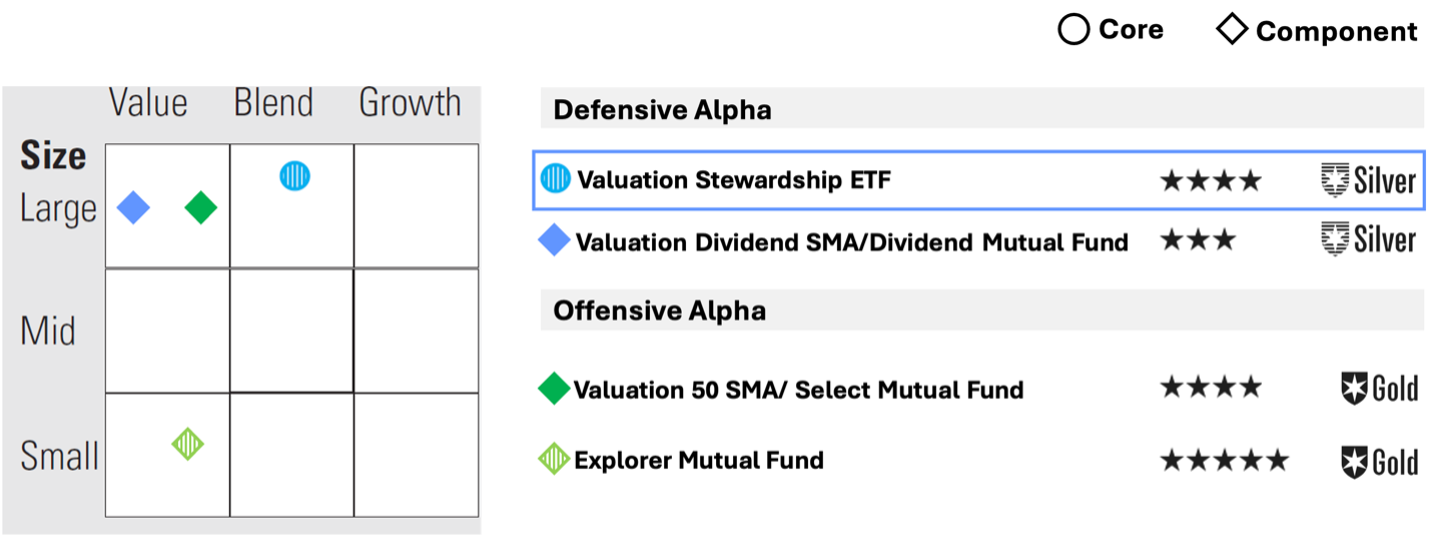 Core Component
Value Blend Growth
Size
Large
Mid
Small
Defensive Alpha
Valuation Stewardship ETF ★★★★ Silver
Valuation Dividend SMA/Dividend Mutual Fund ★★★ Silver
Offensive Alpha
Valuation 50 SMA/ Select Mutual Fund ★★★★ Gold
Explorer Mutual Fund ★★★★★ Gold